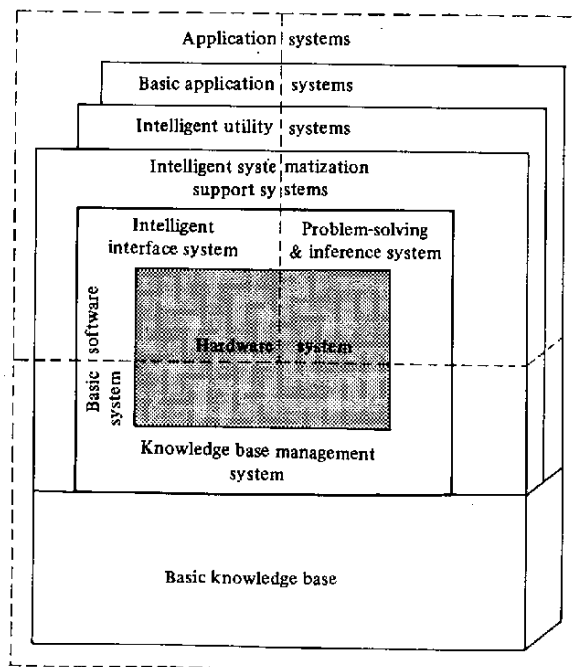 Application systems
Basic application systems
Intelligent utility systems
Intelligent systematization
support systems
Intelligent
interface system
Problem-solving
& inference system
Hardware system
Basic software
system
Knowledge base management
system
Basic knowledge base